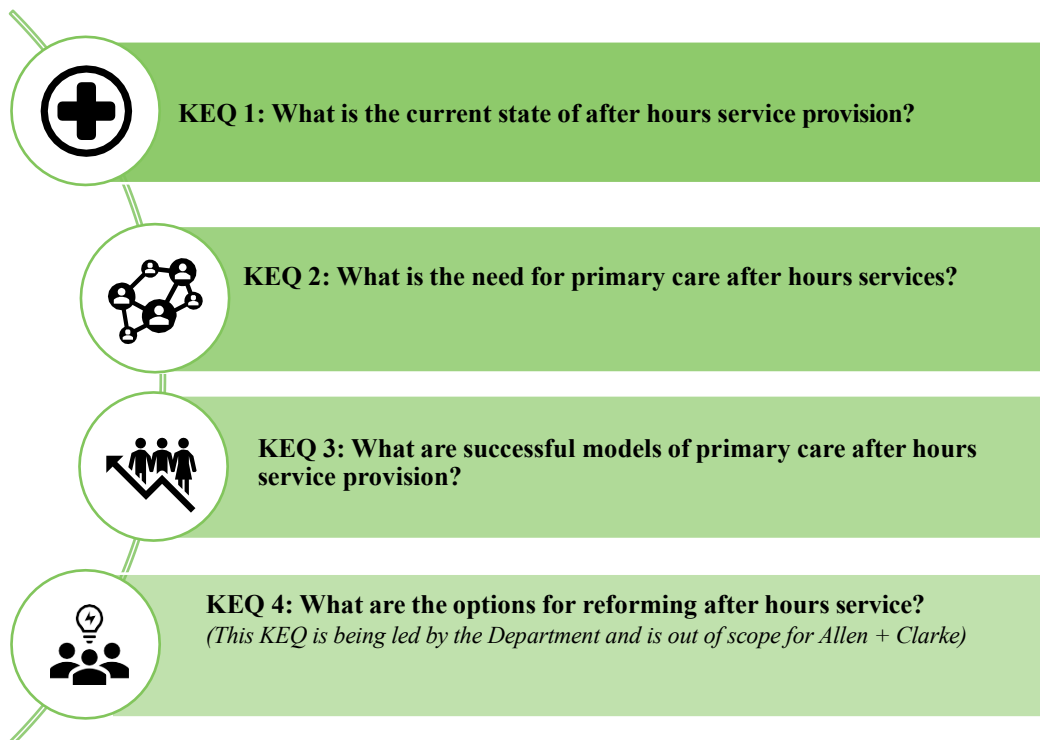 KEQ 1: What is the current state of after hours service provision?
KEQ 2: What is the need for primary care after hours services?
KEQ 3: What are successful models of primary care after hours
service provision?
KEQ 4: What are the options for reforming after hours service?
(This KEQ is being led by the Department and is out of scope for Allen + Clarke)